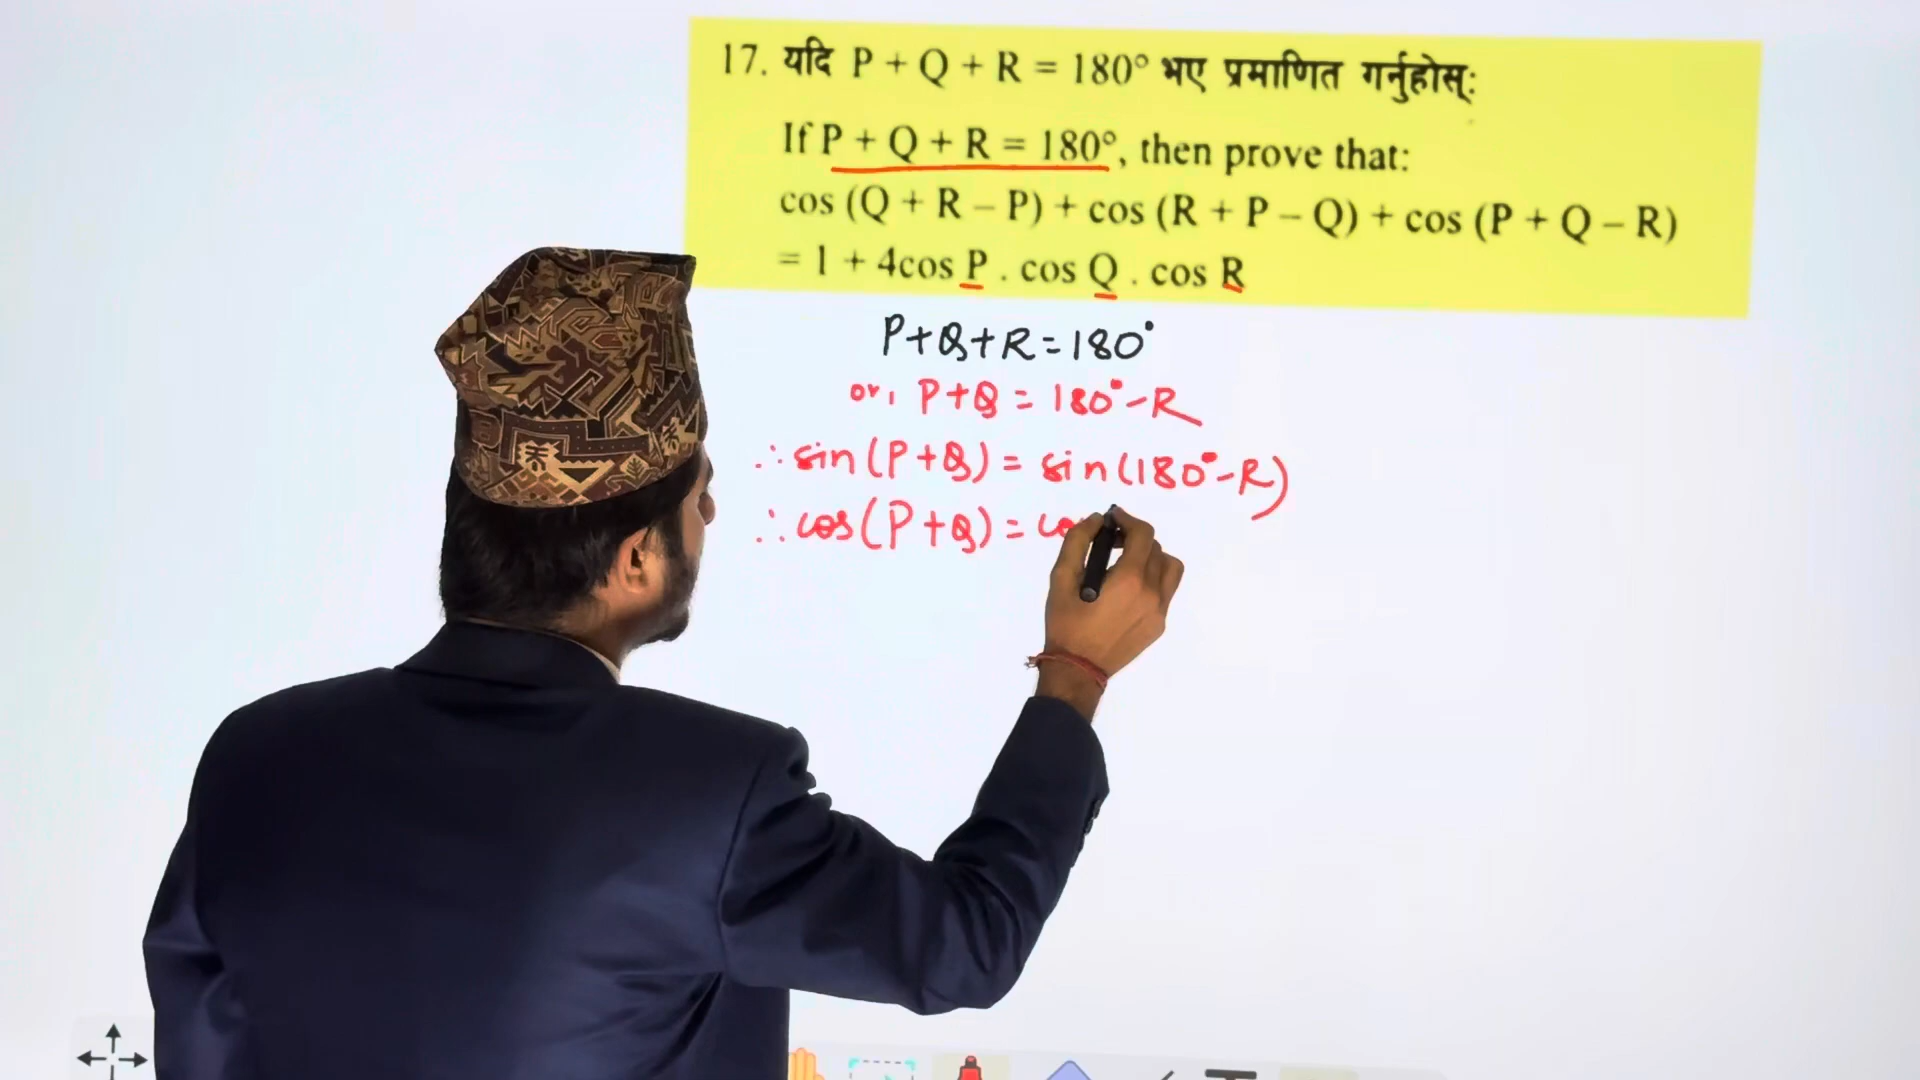 17. यदि P + Q + R = 180° भए प्रमाणित गर्नुहोस्:
If P + Q + R = 180°, then prove that:
cos (Q + R – P) + cos (R + P – Q) + cos (P + Q – R)
= 1 + 4cos P . cos Q . cos R
P+Q+R=180°
or, P+Q = 180°-R
∴ sin(P+Q) = sin(180°-R)
∴ cos(P+Q) = co